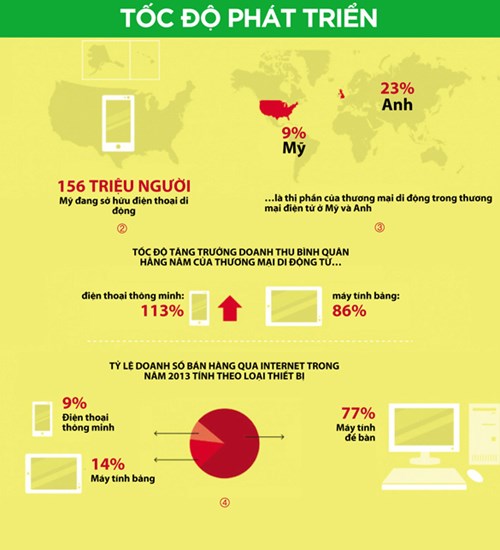 TỐC ĐỘ PHÁT TRIỂN
23%
Anh
9%
Mỹ
156 TRIỆU NGƯỜI
Mỹ đang sở hữu điện thoại di
động
②
...là thị phần của thương mại di động trong thương
mại điện tử ở Mỹ và Anh
③
TỐC ĐỘ TĂNG TRƯỞNG DOANH THU BÌNH QUÂN
HÀNG NĂM CỦA THƯƠNG MẠI DI ĐỘNG TỪ...
điện thoại thông minh:
113%
máy tính bảng:
86%
TỶ LỆ DOANH SỐ BÁN HÀNG QUA INTERNET TRONG
NĂM 2013 TÍNH THEO LOẠI THIẾT BỊ
9%
Điện thoại
thông minh
14%
Máy tính bảng
77%
Máy tính
để bàn
④